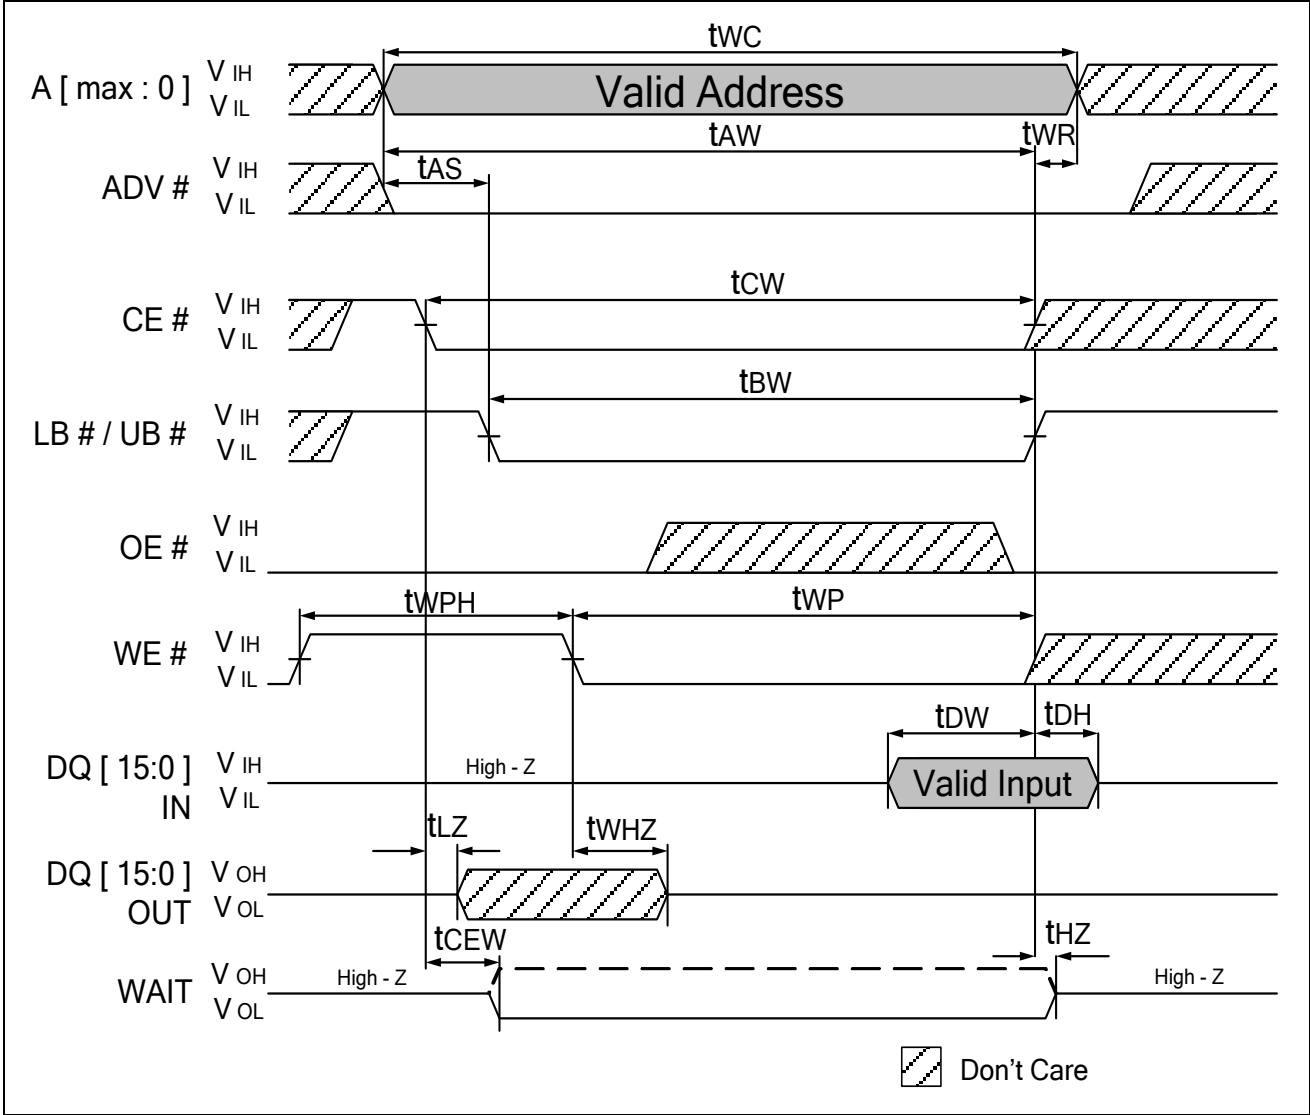 tWC
A [ max : 0 ] V IH
V IL
Valid Address
tAW tWR
tAS
ADV # V IH
V IL
tCW
CE # V IH
V IL
tBW
LB # / UB # V IH
V IL
OE # V IH
V IL
tWPH tWP
WE # V IH
V IL
tDW tDH
DQ [ 15:0 ] V IH
IN V IL
High - Z
Valid Input
tLZ tWHZ
DQ [ 15:0 ] V OH
OUT V OL
tCEW tHZ
WAIT V OH
V OL
High - Z High - Z
Don't Care